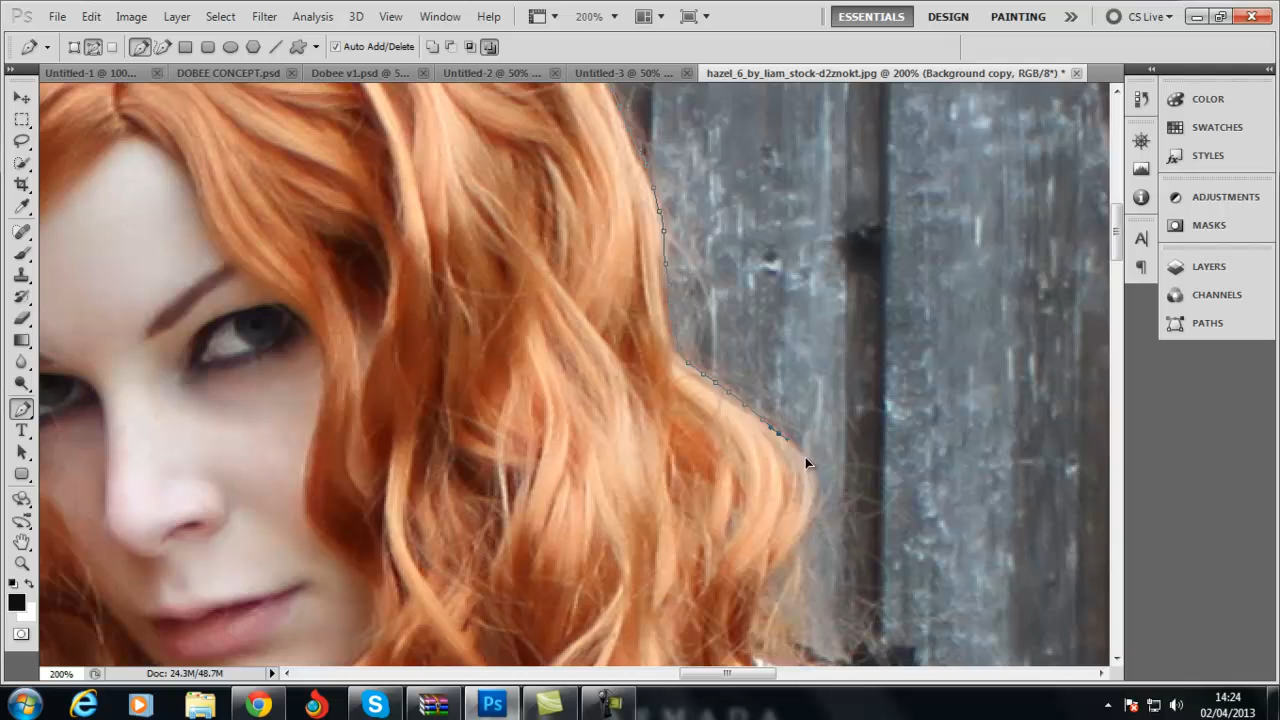 Ps File Edit Image Layer Select Filter Analysis 3D View Window Help 200% ESSENTIALS DESIGN PAINTING CS Live
Auto Add/Delete
Untitled-1 @ 100... DOBEE CONCEPT.psd Dobee v1.psd @ 5... Untitled-2 @ 50% ... Untitled-3 @ 50% ... hazel_6_by_liam_stock-d2znokt.jpg @ 200% (Background copy, RGB/8*) *
COLOR
SWATCHES
STYLES
ADJUSTMENTS
MASKS
LAYERS
CHANNELS
PATHS
200% Doc: 24.3M/48.7M
14:24
02/04/2013